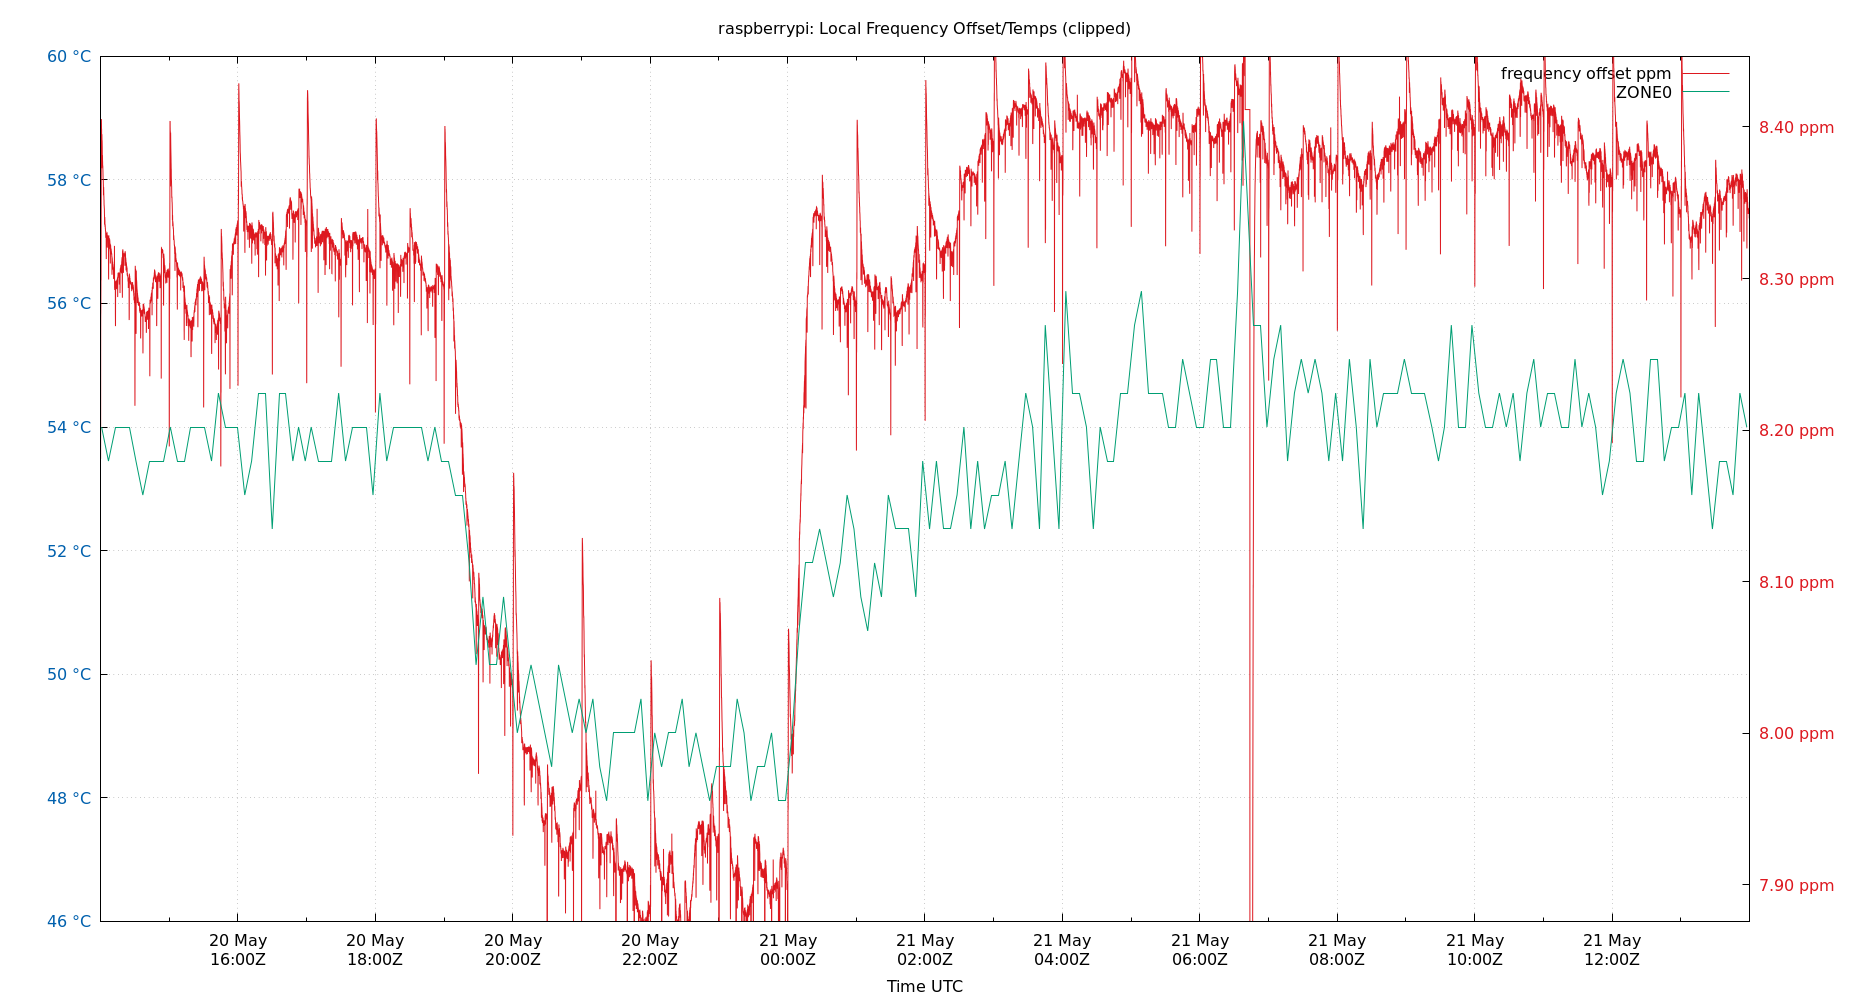 raspberrypi: Local Frequency Offset/Temps (clipped)
60 °C
58 °C
56 °C
54 °C
52 °C
50 °C
48 °C
46 °C
frequency offset ppm
ZONE0
8.40 ppm
8.30 ppm
8.20 ppm
8.10 ppm
8.00 ppm
7.90 ppm
20 May
16:00Z
20 May
18:00Z
20 May
20:00Z
20 May
22:00Z
21 May
00:00Z
21 May
02:00Z
21 May
04:00Z
21 May
06:00Z
21 May
08:00Z
21 May
10:00Z
21 May
12:00Z
Time UTC